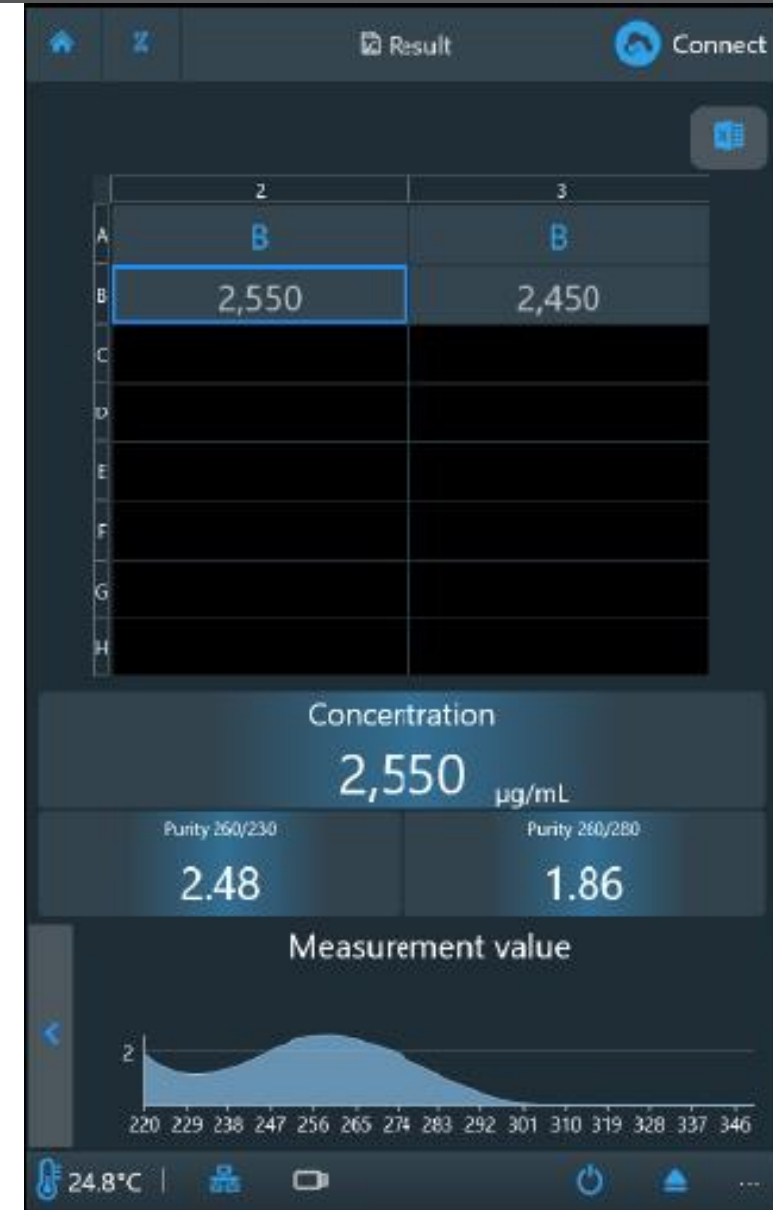 Result
Connect
2 3
A B B
B 2,550 2,450
C
D
E
F
G
H
Concentration
2,550 µg/mL
Purity 260/230 Purity 260/280
2.48 1.86
Measurement value
2
220 229 238 247 256 265 274 283 292 301 310 319 328 337 346
24.8°C